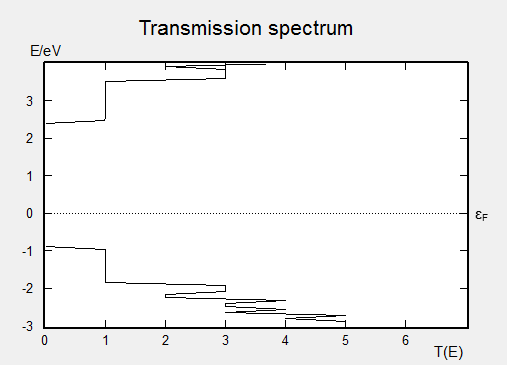 Transmission spectrum
E/eV
3
2
1
0
εF
-1
-2
-3
0 1 2 3 4 5 6
T(E)